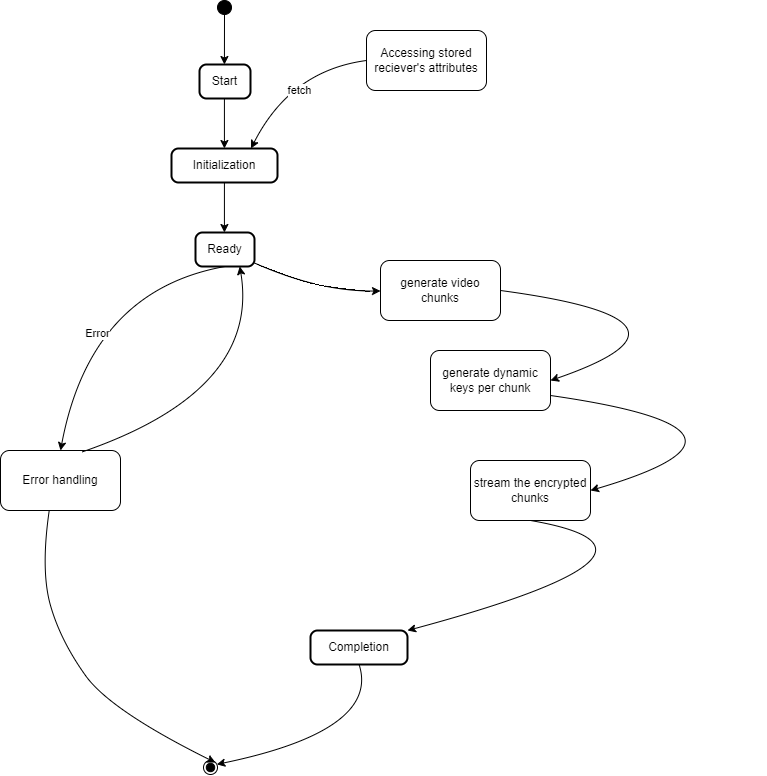 Accessing stored
reciever's attributes
Start
fetch
Initialization
Ready
generate video
chunks
Error
generate dynamic
keys per chunk
Error handling
stream the encrypted
chunks
Completion